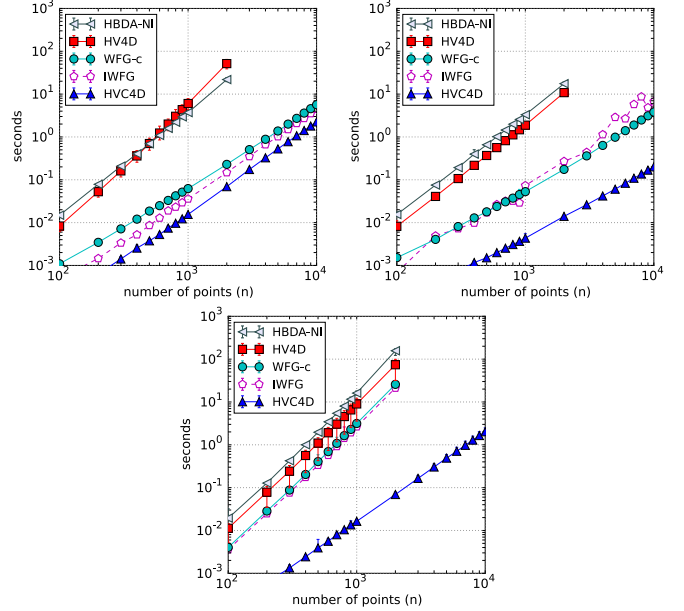 10³
10²
10¹
10⁰
10⁻¹
10⁻²
10⁻³
seconds
HBDA-NI
HV4D
WFG-c
IWFG
HVC4D
10² 10³ 10⁴
number of points (n)
10³
10²
10¹
10⁰
10⁻¹
10⁻²
10⁻³
seconds
HBDA-NI
HV4D
WFG-c
IWFG
HVC4D
10² 10³ 10⁴
number of points (n)
10³
10²
10¹
10⁰
10⁻¹
10⁻²
10⁻³
seconds
HBDA-NI
HV4D
WFG-c
IWFG
HVC4D
10² 10³ 10⁴
number of points (n)